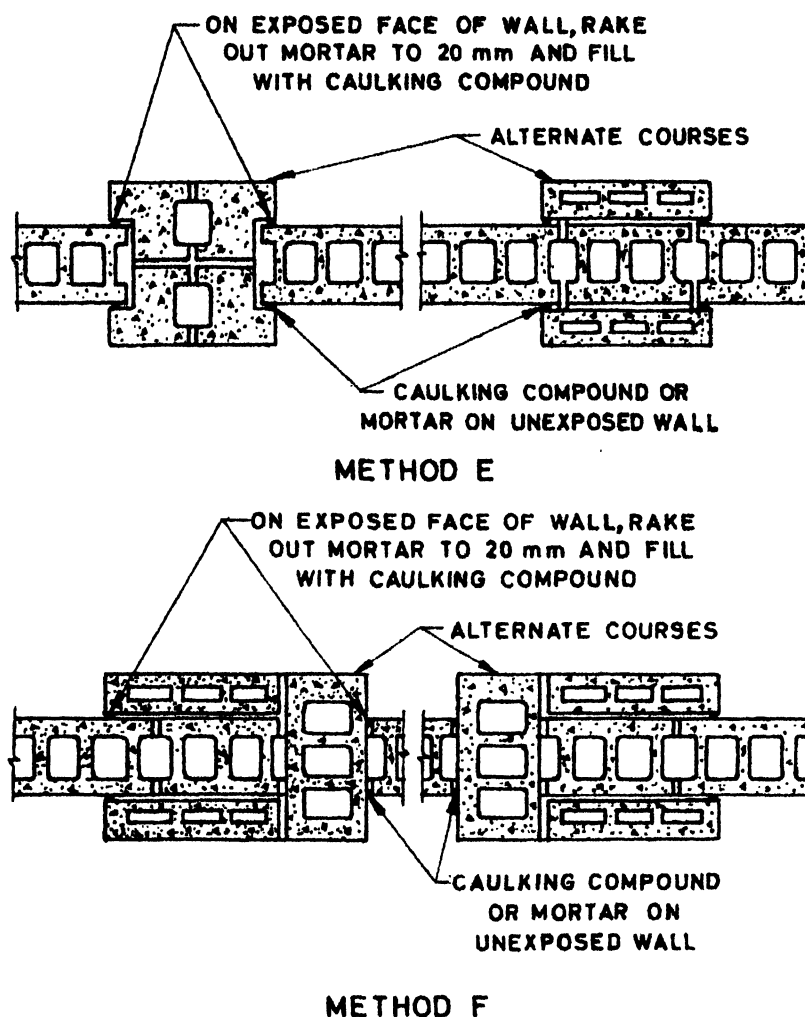 ON EXPOSED FACE OF WALL, RAKE
OUT MORTAR TO 20 mm AND FILL
WITH CAULKING COMPOUND
ALTERNATE COURSES
CAULKING COMPOUND OR
MORTAR ON UNEXPOSED WALL
METHOD E
ON EXPOSED FACE OF WALL, RAKE
OUT MORTAR TO 20 mm AND FILL
WITH CAULKING COMPOUND
ALTERNATE COURSES
CAULKING COMPOUND
OR MORTAR ON
UNEXPOSED WALL
METHOD F